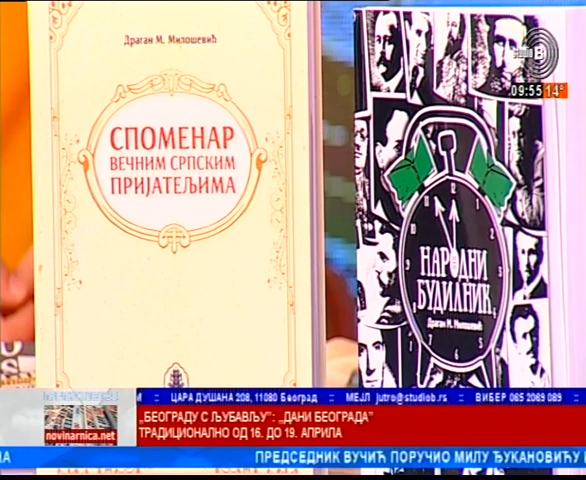 Драган М. Милошевић
СПОМЕНАР
ВЕЧНИМ СРПСКИМ
ПРИЈАТЕЉИМА
НАРОДНИ
БУДИЛНИК
Драган М. Милошевић
B
09:55 14°
ЦАРА ДУШАНА 208, 11080 Београд :: МЕЈЛ jutro@studiob.rs :: ВИБЕР 065 2069 089 ::
novinarnica.net
„БЕОГРАДУ С ЉУБАВЉУ”: „ДАНИ БЕОГРАДА”
ТРАДИЦИОНАЛНО ОД 16. ДО 19. АПРИЛА
ПРЕДСЕДНИК ВУЧИЋ ПОРУЧИО МИЛУ ЂУКАНОВИЋУ